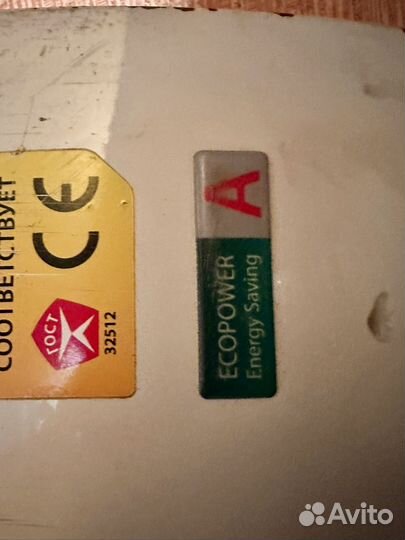 СООТВЕТСТВУЕТ
CE
ГОСТ
32512
A
ECOPOWER
Energy Saving
Avito